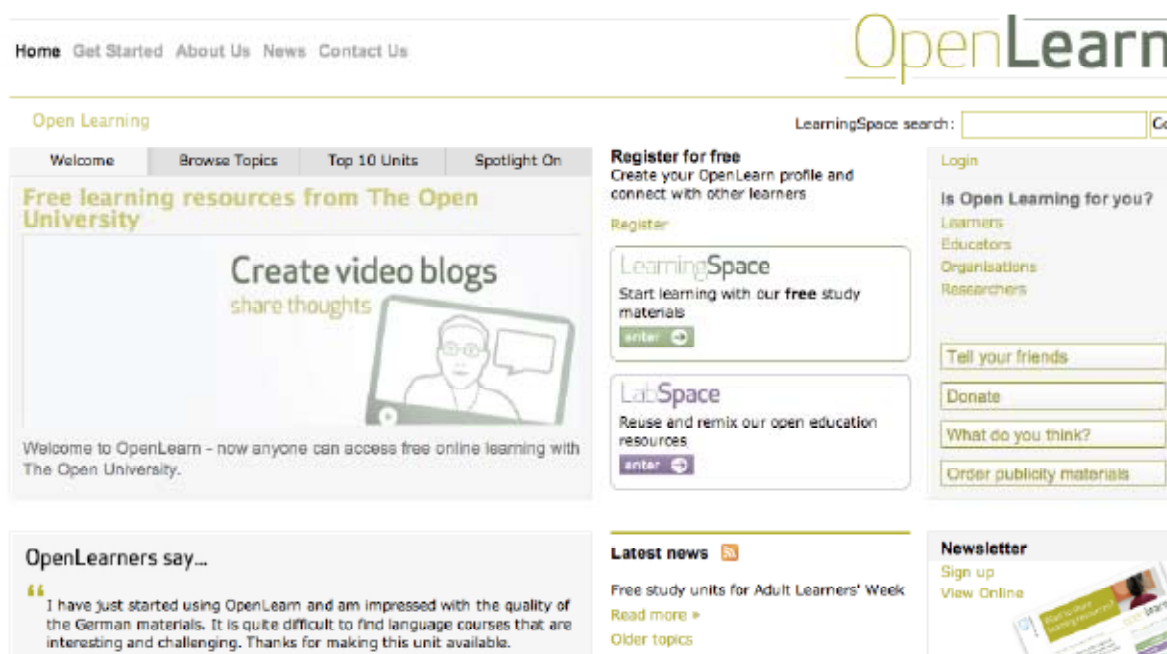 Home Get Started About Us News Contact Us
OpenLearn
Open Learning
LearningSpace search:
Welcome Browse Topics Top 10 Units Spotlight On
Free learning resources from The Open
University
Create video blogs
share thoughts
Welcome to OpenLearn - now anyone can access free online learning with
The Open University.
Register for free
Create your OpenLearn profile and
connect with other learners
Register
LearningSpace
Start learning with our free study
materials
enter
LabSpace
Reuse and remix our open education
resources
enter
Login
Is Open Learning for you?
Learners
Educators
Organisations
Researchers
Tell your friends
Donate
What do you think?
Order publicity materials
OpenLearners say...
“
I have just started using OpenLearn and am impressed with the quality of
the German materials. It is quite difficult to find language courses that are
interesting and challenging. Thanks for making this unit available.
Latest news
Free study units for Adult Learners' Week
Read more »
Older topics
Newsletter
Sign up
View Online